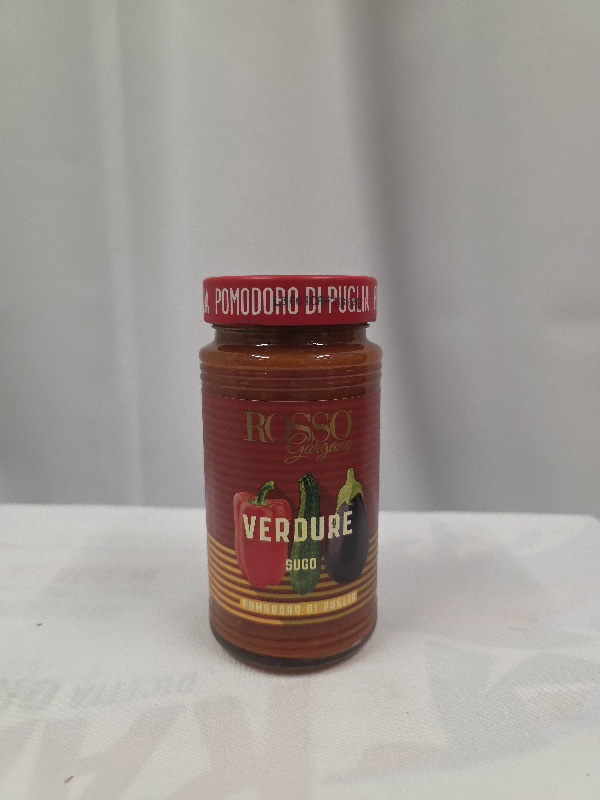 POMODORO DI PUGLIA
ROSSO
Gargano
VERDURE
SUGO
POMODORO DI PUGLIA